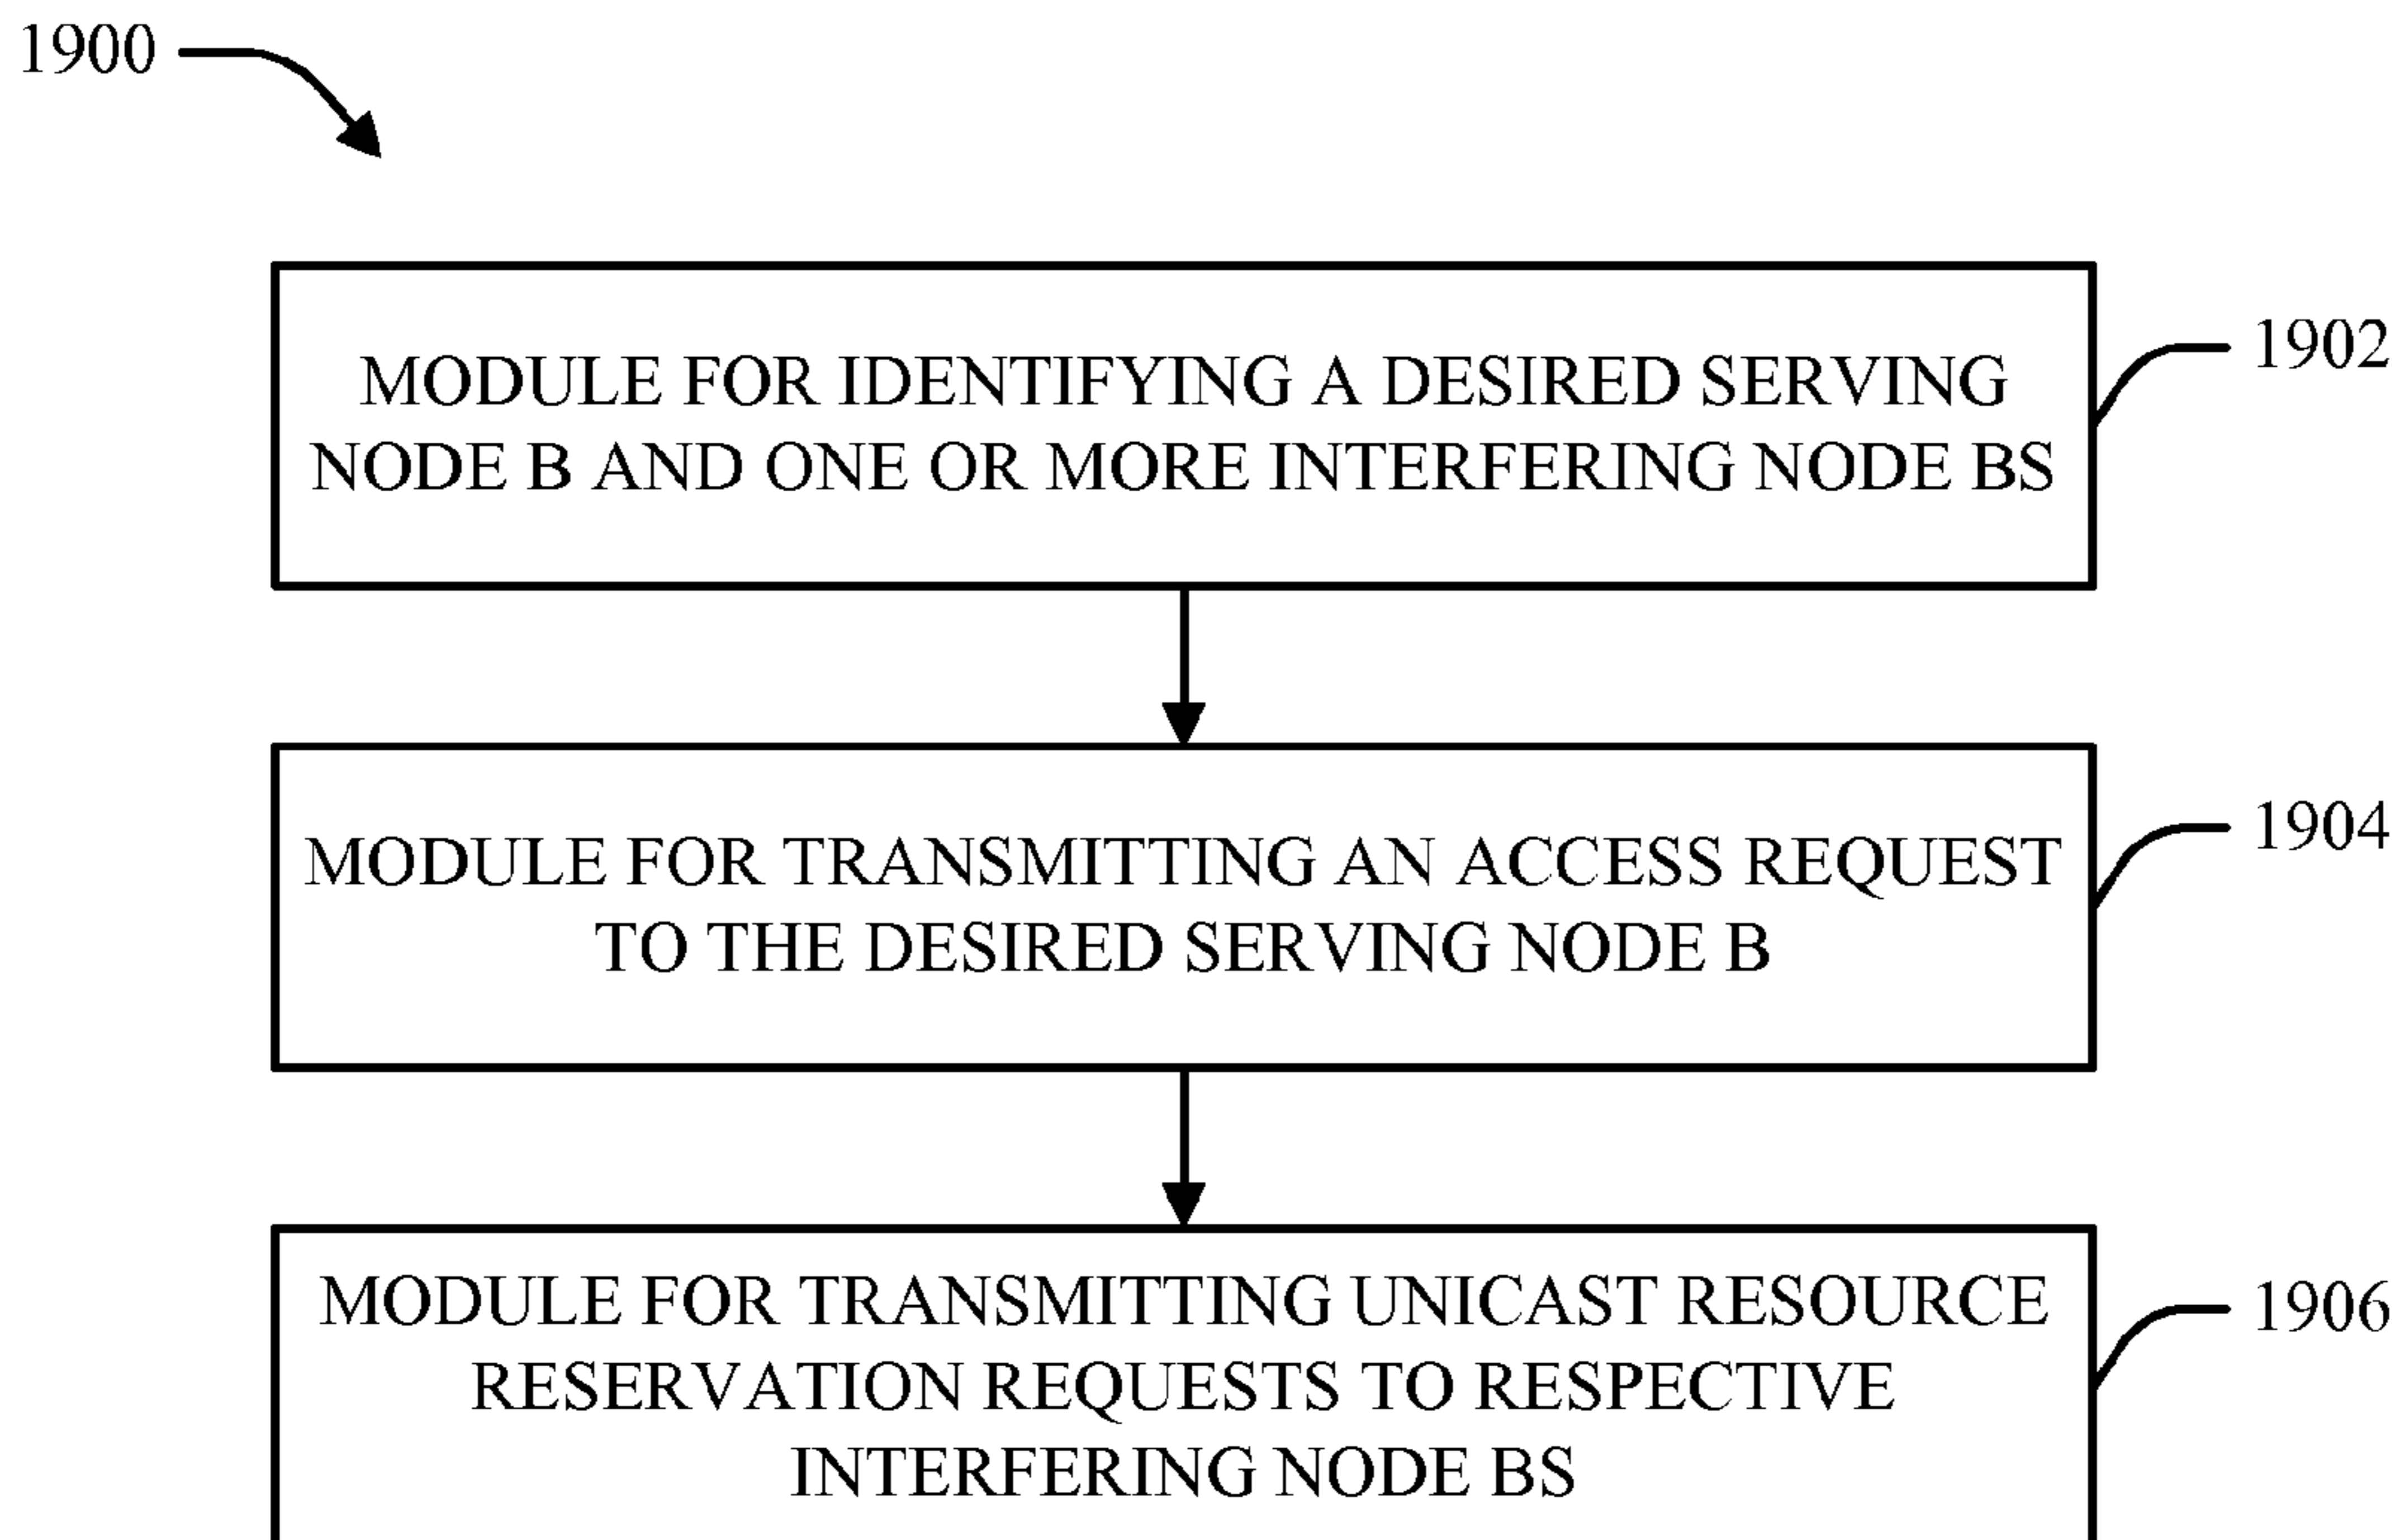 1900
MODULE FOR IDENTIFYING A DESIRED SERVING
NODE B AND ONE OR MORE INTERFERING NODE BS
1902
MODULE FOR TRANSMITTING AN ACCESS REQUEST
TO THE DESIRED SERVING NODE B
1904
MODULE FOR TRANSMITTING UNICAST RESOURCE
RESERVATION REQUESTS TO RESPECTIVE
INTERFERING NODE BS
1906